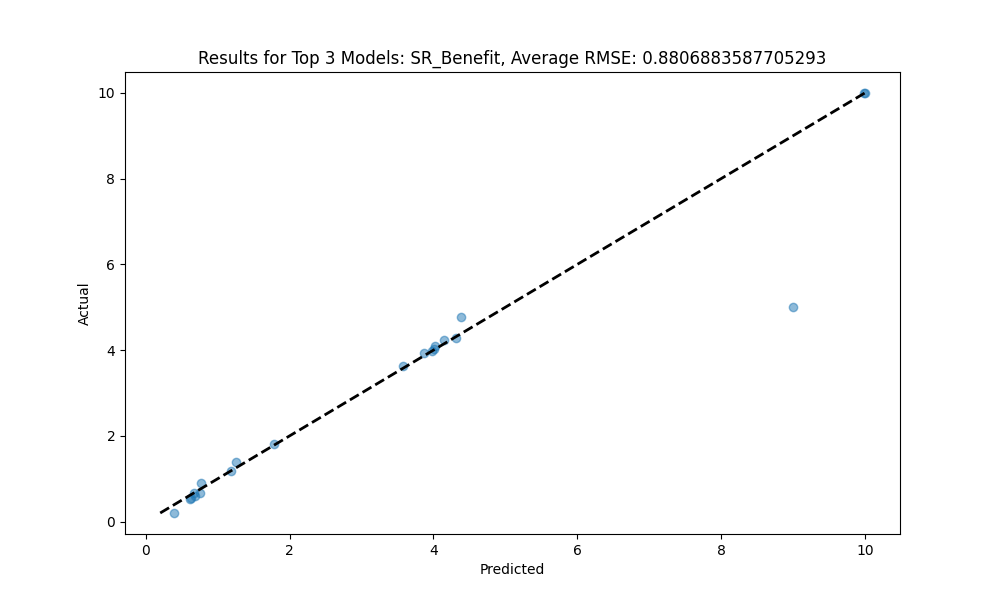 Results for Top 3 Models: SR_Benefit, Average RMSE: 0.8806883587705293
10
8
6
4
2
0
Actual
0 2 4 6 8 10
Predicted